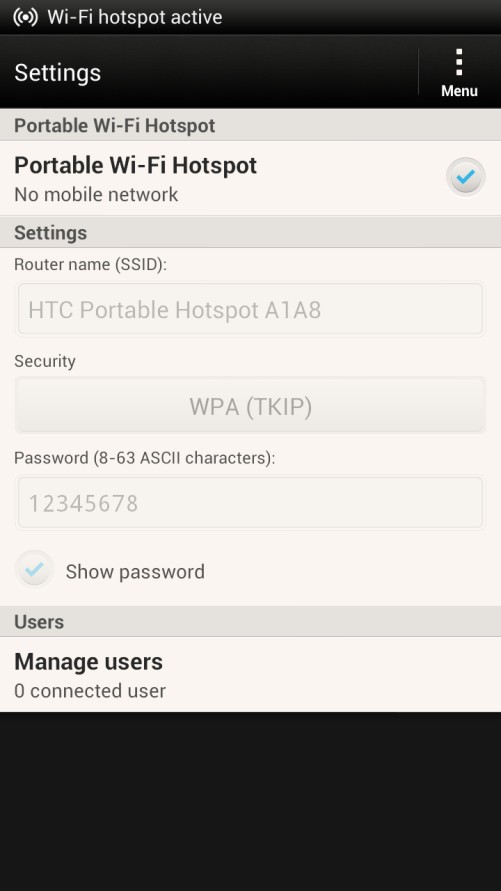 Wi-Fi hotspot active
Settings
Menu
Portable Wi-Fi Hotspot
Portable Wi-Fi Hotspot
No mobile network
Settings
Router name (SSID):
HTC Portable Hotspot A1A8
Security
WPA (TKIP)
Password (8-63 ASCII characters):
12345678
Show password
Users
Manage users
0 connected user